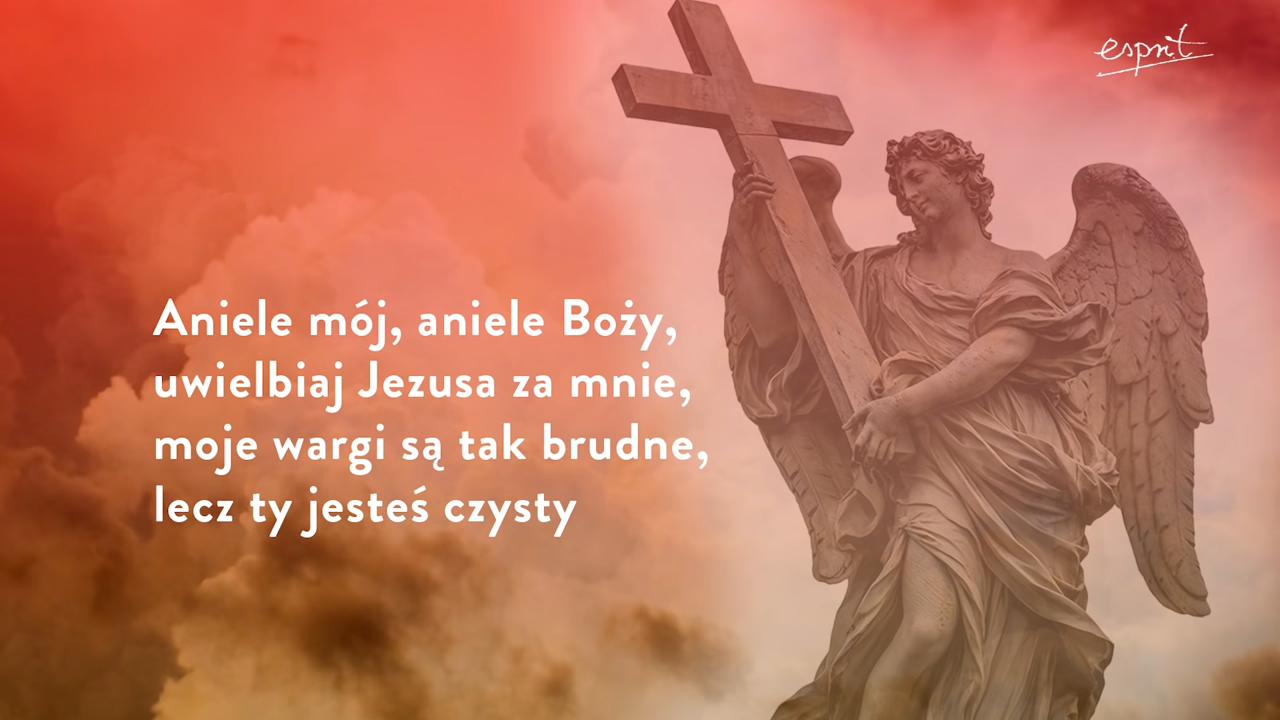 esprit
Aniele mój, aniele Boży,
uwielbiaj Jezusa za mnie,
moje wargi są tak brudne,
lecz ty jesteś czysty